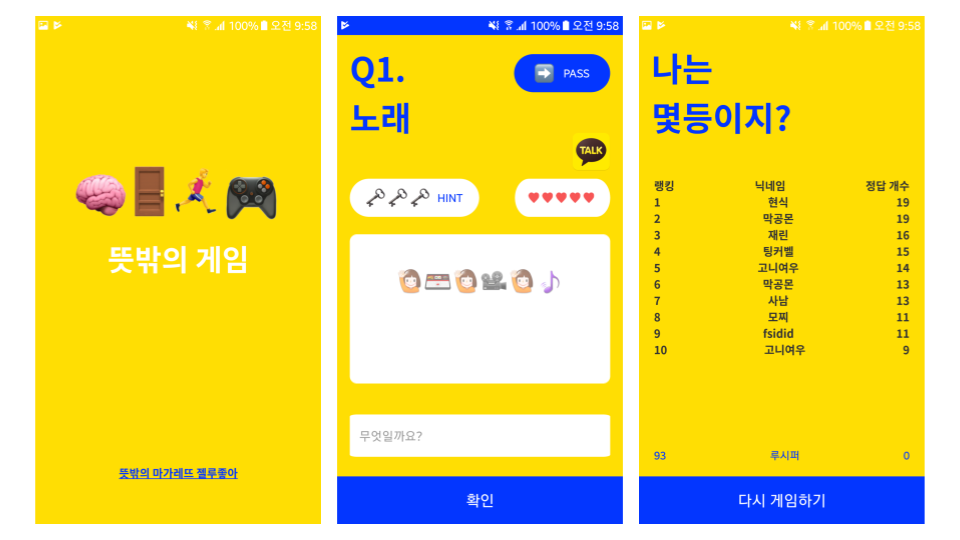 100% 오전 9:58
뜻밖의 게임
뜻밖의 마가레뜨 젤루좋아
100% 오전 9:58
Q1.
노래
PASS
TALK
HINT
무엇일까요?
확인
100% 오전 9:58
나는
몇등이지?
랭킹 닉네임 정답 개수
1 현식 19
2 막공몬 19
3 재린 16
4 팅커벨 15
5 고니여우 14
6 막공몬 13
7 사남 13
8 모찌 11
9 fsidid 11
10 고니여우 9
93 루시퍼 0
다시 게임하기